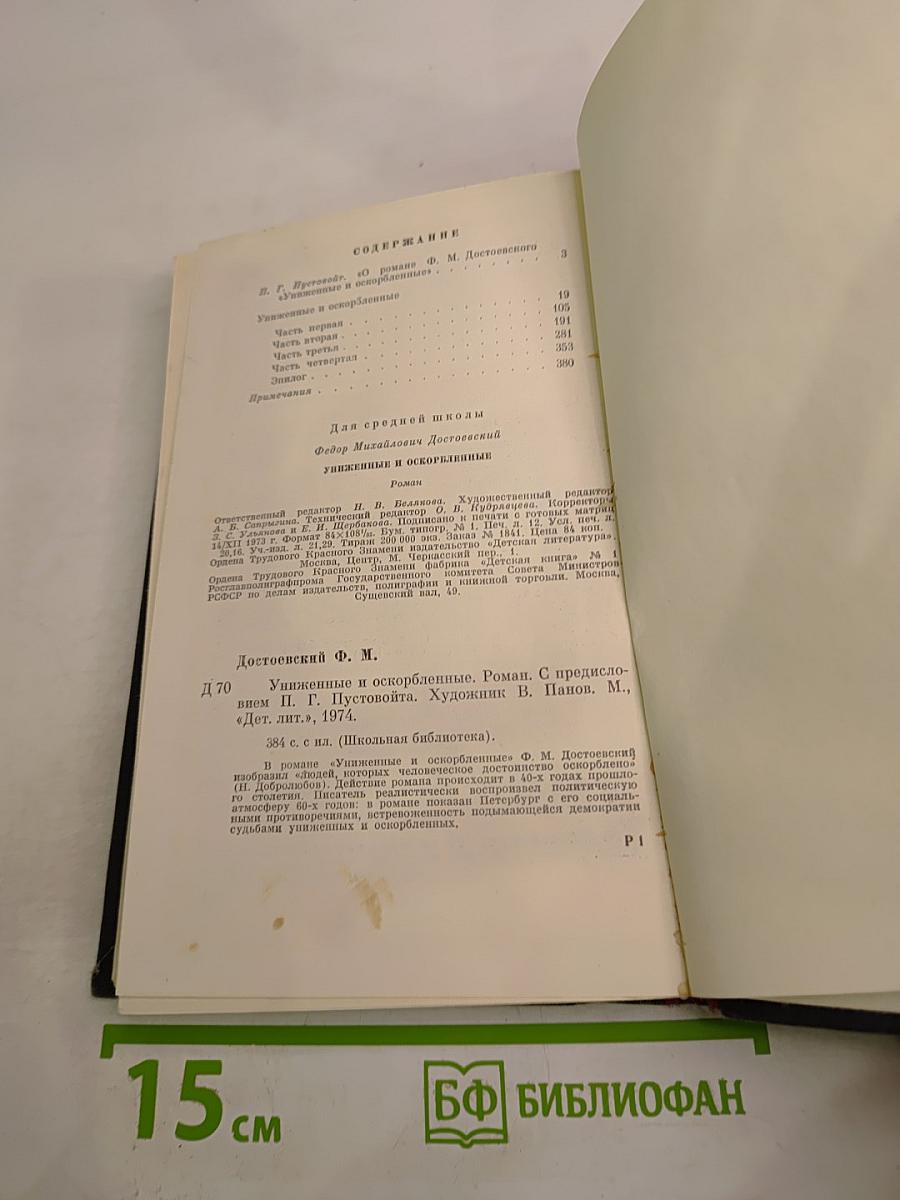 СОДЕРЖАНИЕ
П. Г. Пустовойт. «О романе Ф. М. Достоевского
«Униженные и оскорбленные» . . . . . . . 3
Униженные и оскорбленные
Часть первая . . . . . . . . . . . . 19
Часть вторая . . . . . . . . . . . . 105
Часть третья . . . . . . . . . . . . 191
Часть четвертая . . . . . . . . . . . 281
Эпилог . . . . . . . . . . . . . . 353
Примечания . . . . . . . . . . . . . 380
Для средней школы
Федор Михайлович Достоевский
УНИЖЕННЫЕ И ОСКОРБЛЕННЫЕ
Роман
Ответственный редактор Н. В. Беллкова. Художественный редактор
А. Б. Сапрыгина. Технический редактор О. В. Кудрявцева. Корректоры
З. С. Ульянова и Е. И. Щербакова. Подписано к печати с готовых матриц
14/XII 1973 г. Формат 84×108¹/₃₂. Бум. типогр. № 1. Печ. л. 12. Усл. печ. л.
20,16. Уч.-изд. л. 21,29. Тираж 200 000 экз. Заказ № 1841. Цена 84 коп.
Ордена Трудового Красного Знамени издательство «Детская литература».
Москва, Центр, М. Черкасский пер., 1.
Ордена Трудового Красного Знамени фабрика «Детская книга» № 1
Росглавполиграфпрома Государственного комитета Совета Министров
РСФСР по делам издательств, полиграфии и книжной торговли. Москва,
Сущевский вал, 49.
Достоевский Ф. М.
Д 70 Униженные и оскорбленные. Роман. С предисло-
вием П. Г. Пустовойта. Художник В. Панов. М.,
«Дет. лит.», 1974.
384 с. с ил. (Школьная библиотека).
В романе «Униженные и оскорбленные» Ф. М. Достоевский
изобразил «людей, которых человеческое достоинство оскорблено»
(Н. Добролюбов). Действие романа происходит в 40-х годах прошло-
го столетия. Писатель реалистически воспроизвел политическую
атмосферу 60-х годов: в романе показан Петербург с его социаль-
ными противоречиями, встревоженность подымающейся демократии
судьбами униженных и оскорбленных.
Р 1
15 см
БФ БИБЛИОФАН